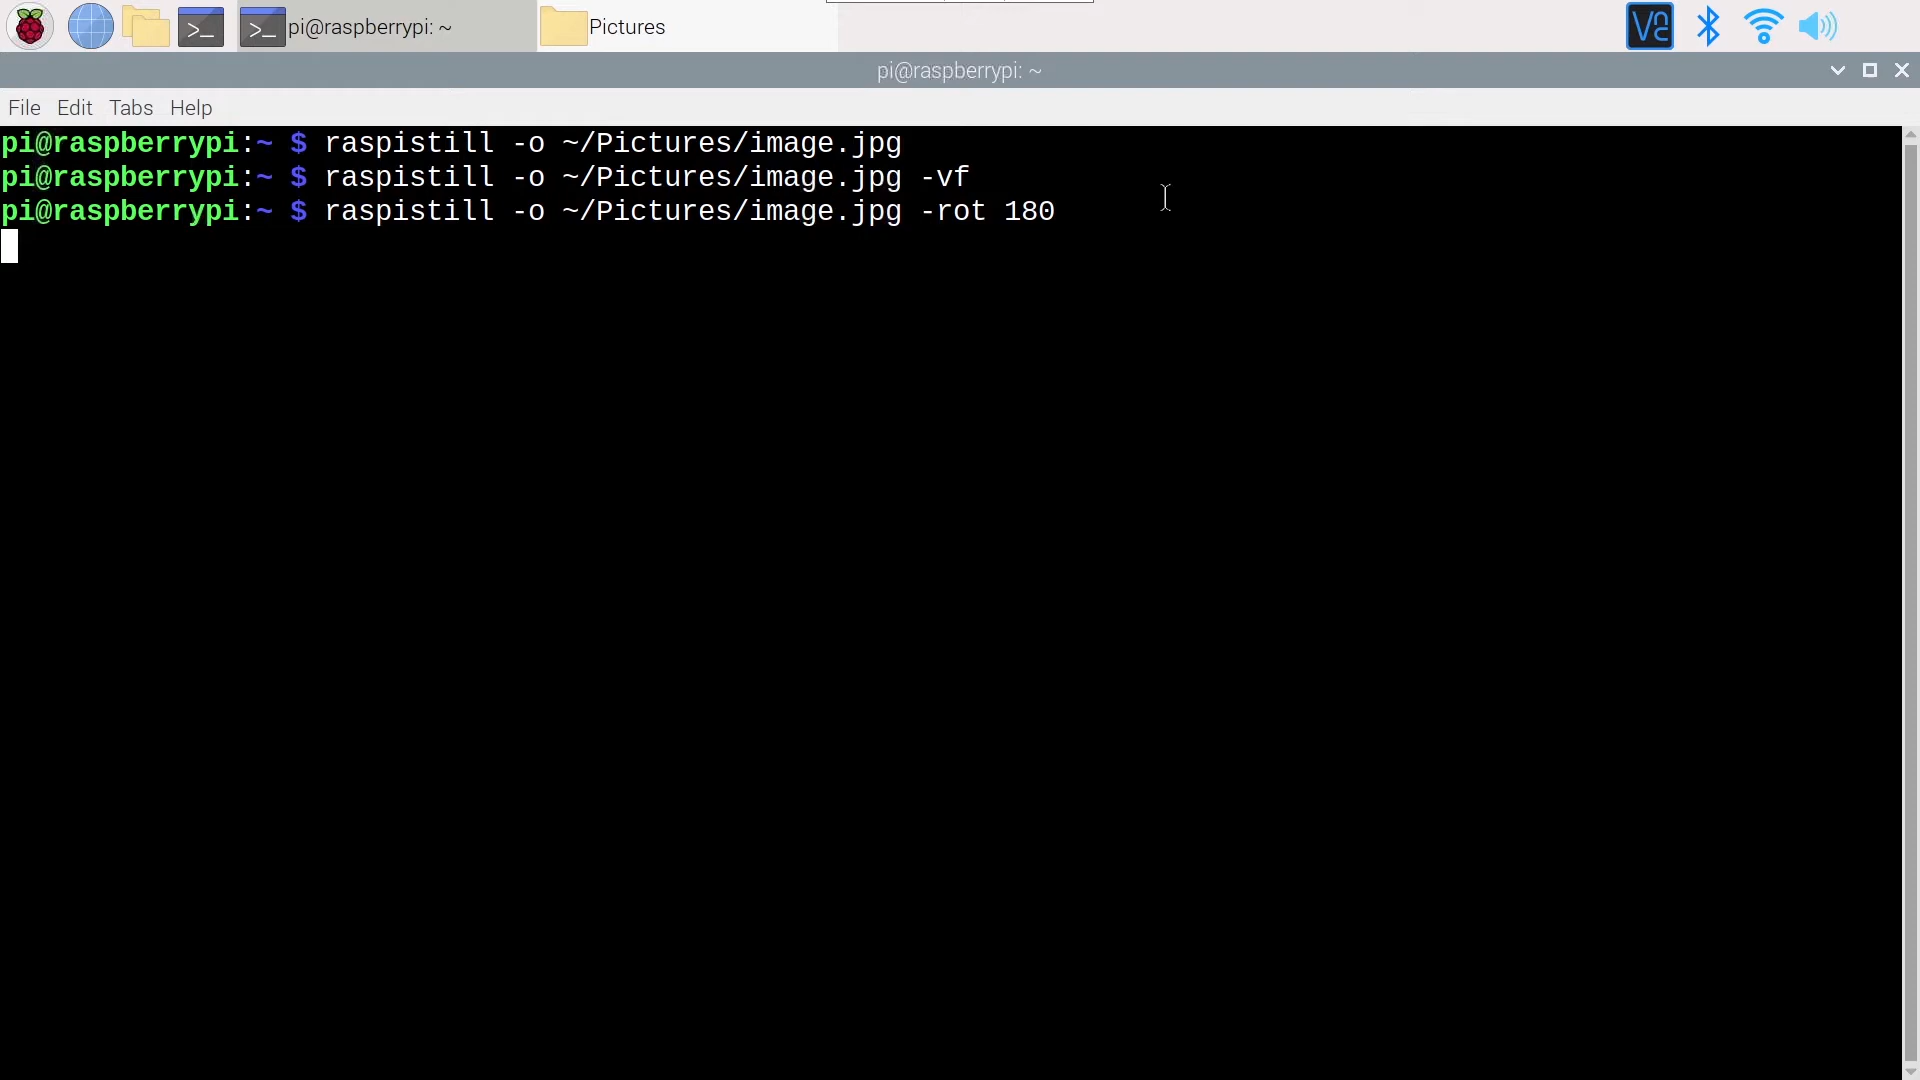 pi@raspberrypi: ~
Pictures
pi@raspberrypi: ~
File Edit Tabs Help
pi@raspberrypi:~ $ raspistill -o ~/Pictures/image.jpg
pi@raspberrypi:~ $ raspistill -o ~/Pictures/image.jpg -vf
pi@raspberrypi:~ $ raspistill -o ~/Pictures/image.jpg -rot 180